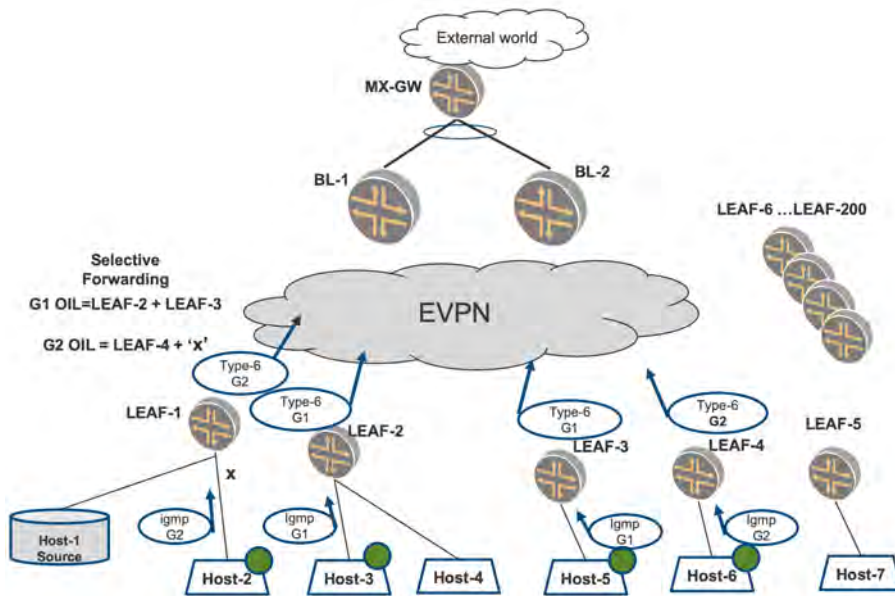 External world
MX-GW
BL-1
BL-2
LEAF-6 ...LEAF-200
Selective
Forwarding
G1 OIL=LEAF-2 + LEAF-3
G2 OIL = LEAF-4 + ‘x’
EVPN
Type-6
G2
Type-6
G1
Type-6
G1
Type-6
G2
LEAF-1
LEAF-2
LEAF-3
LEAF-4
LEAF-5
x
igmp
G2
Igmp
G1
Igmp
G1
Igmp
G2
Host-1
Source
Host-2
Host-3
Host-4
Host-5
Host-6
Host-7